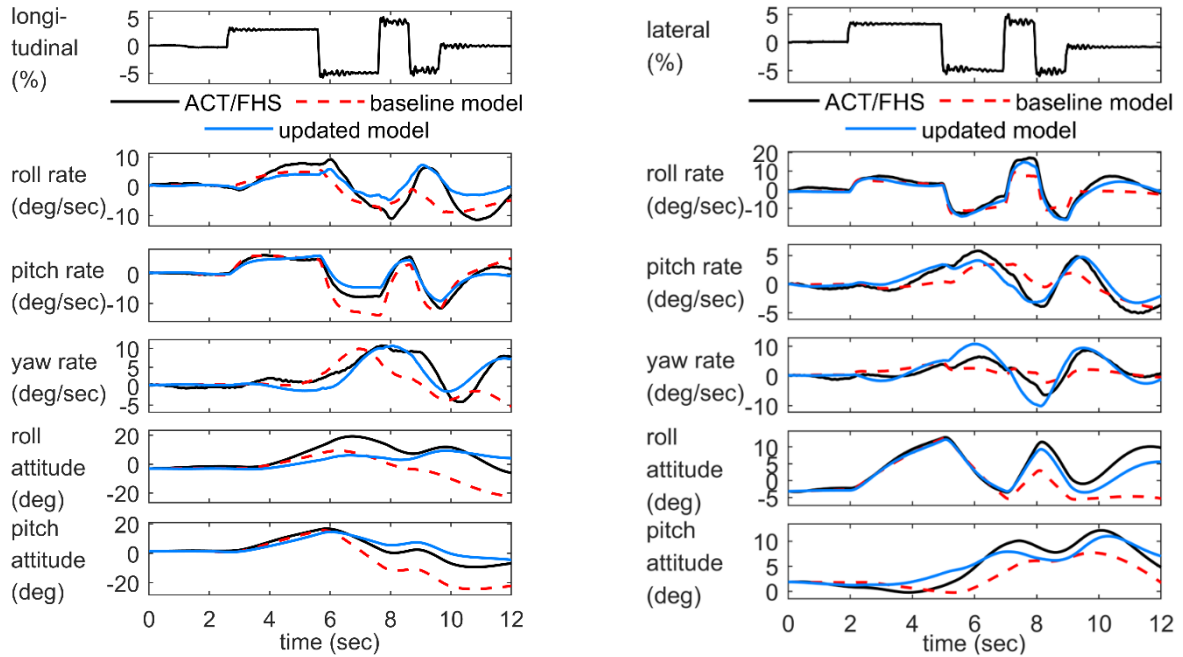 longi-
tudinal
(%)
5
0
-5
ACT/FHS baseline model
updated model
roll rate
(deg/sec)
10
0
-10
pitch rate
(deg/sec)
0
-10
yaw rate
(deg/sec)
10
5
0
-5
roll
attitude
(deg)
20
0
-20
pitch
attitude
(deg)
20
0
-20
0 2 4 6 8 10 12
time (sec)
lateral
(%)
5
0
-5
ACT/FHS baseline model
updated model
roll rate
(deg/sec)
20
10
0
-10
pitch rate
(deg/sec)
5
0
-5
yaw rate
(deg/sec)
10
0
-10
roll
attitude
(deg)
10
5
0
-5
pitch
attitude
(deg)
10
5
0
0 2 4 6 8 10 12
time (sec)